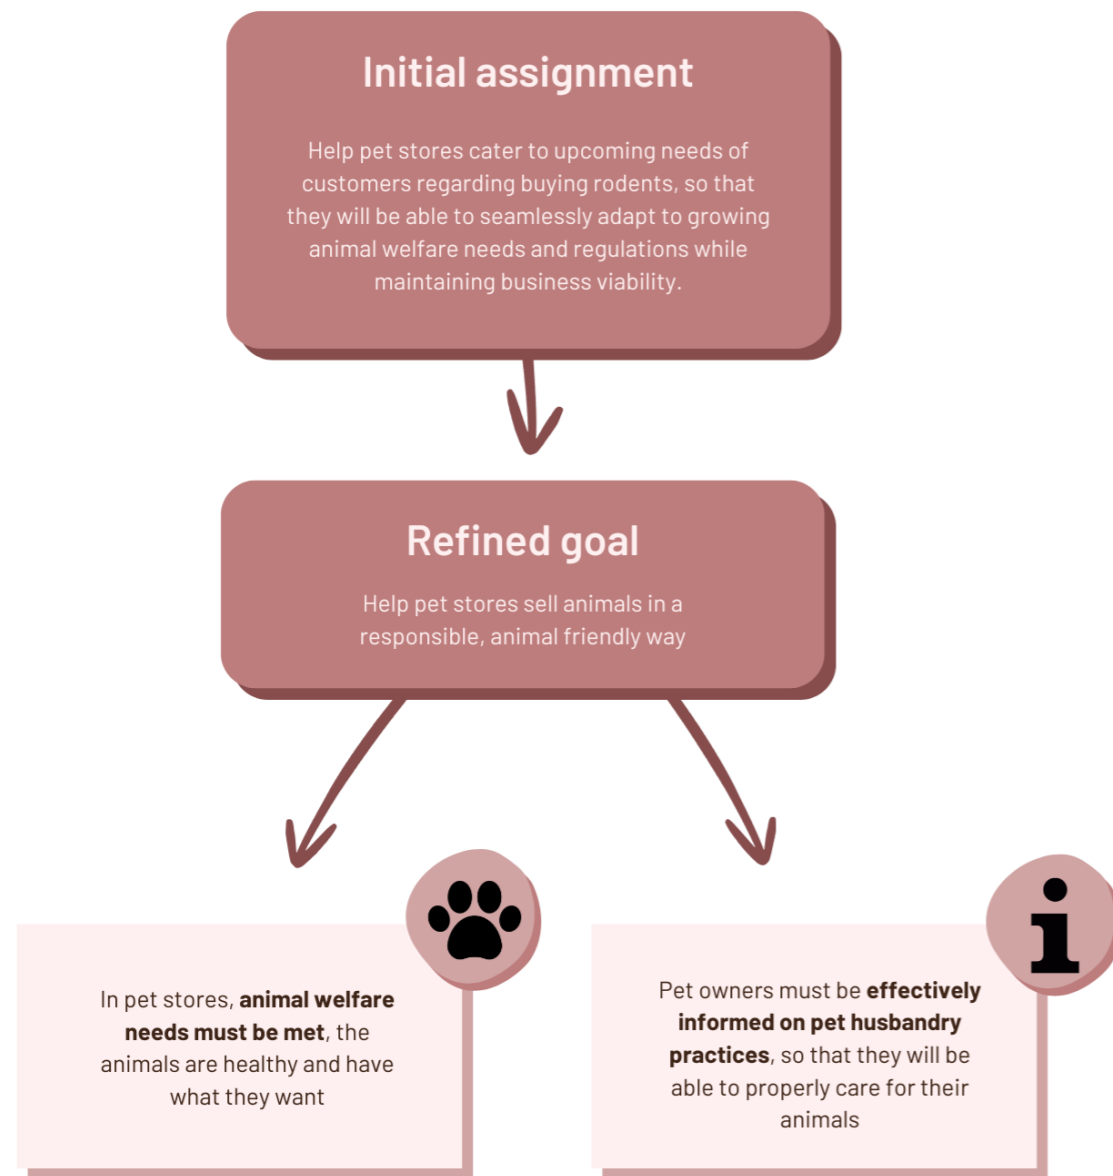 Initial assignment
Help pet stores cater to upcoming needs of
customers regarding buying rodents, so that
they will be able to seamlessly adapt to growing
animal welfare needs and regulations while
maintaining business viability.
Refined goal
Help pet stores sell animals in a
responsible, animal friendly way
In pet stores, animal welfare
needs must be met, the
animals are healthy and have
what they want
Pet owners must be effectively
informed on pet husbandry
practices, so that they will be
able to properly care for their
animals